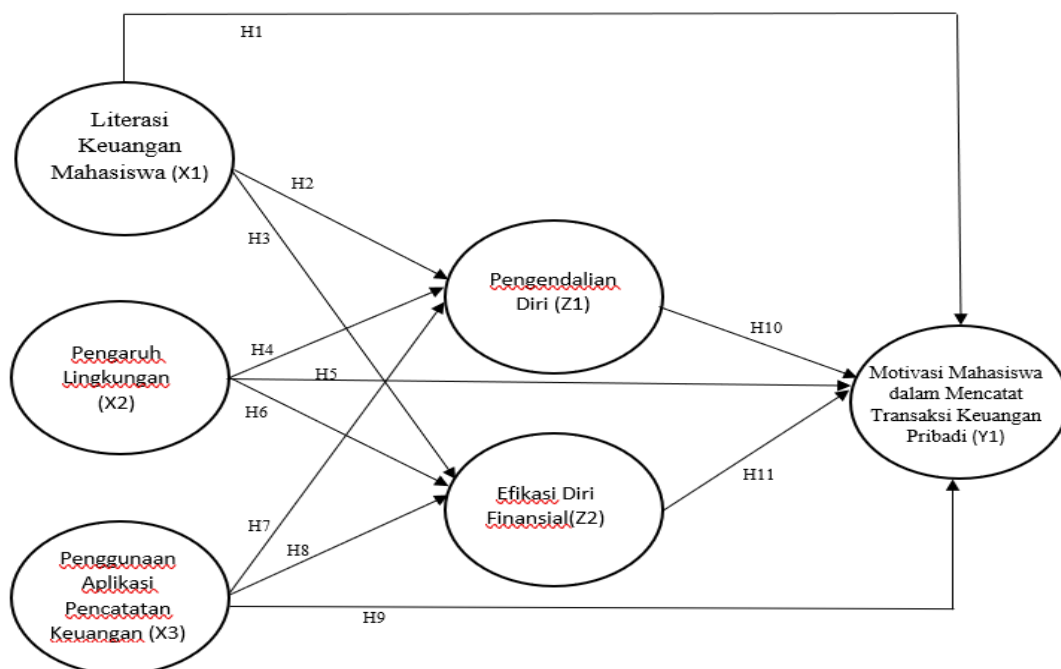 H1
Literasi
Keuangan
Mahasiswa (X1)
H2
H3
Pengendalian
Diri (Z1)
H10
Pengaruh
Lingkungan
(X2)
H4
H5
H6
Motivasi Mahasiswa
dalam Mencatat
Transaksi Keuangan
Pribadi (Y1)
Efikasi Diri
Finansial(Z2)
H11
H7
H8
Penggunaan
Aplikasi
Pencatatan
Keuangan (X3)
H9